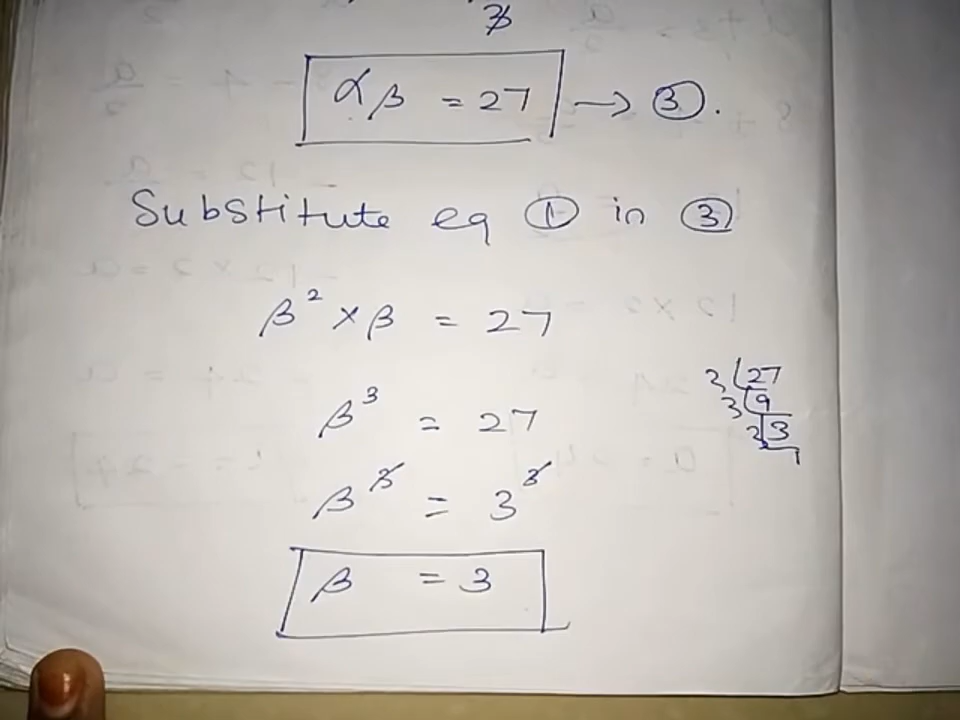 3
αβ = 27 → ③.
Substitute eq ① in ③
β² × β = 27
β³ = 27
3 27
3 9
3 3
β³ = 3³
β = 3